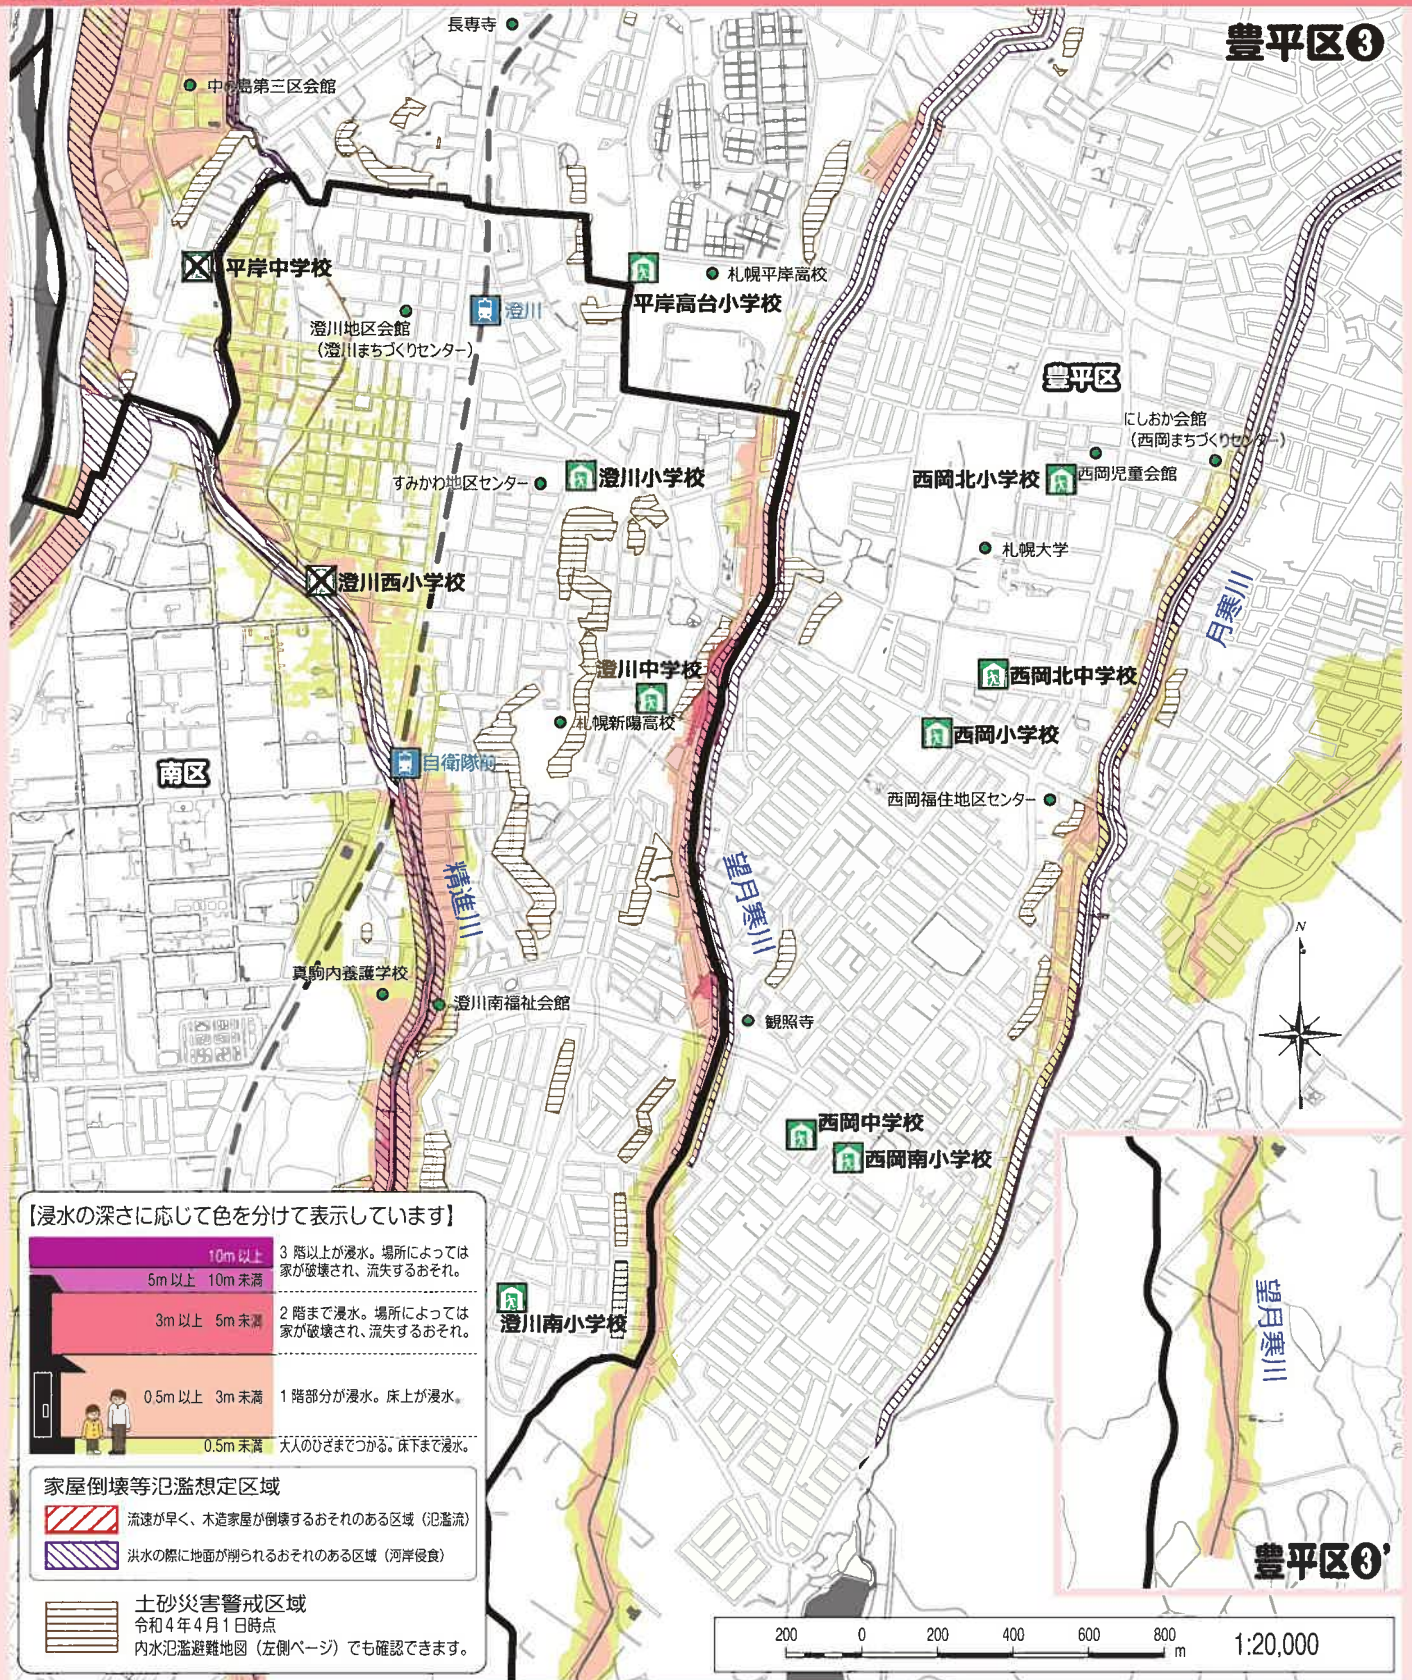 豊平区❸
長専寺
中の島第三区会館
平岸中学校
澄川地区会館
(澄川まちづくりセンター)
澄川
札幌平岸高校
平岸高台小学校
豊平区
にしおか会館
(西岡まちづくりセンター)
西岡北小学校
西岡児童会館
すみかわ地区センター
澄川小学校
札幌大学
澄川西小学校
月寒川
澄川中学校
西岡北中学校
札幌新陽高校
西岡小学校
南区
自衛隊前
西岡福住地区センター
精進川
望月寒川
N
真駒内養護学校
澄川南福祉会館
観照寺
西岡中学校
西岡南小学校
澄川南小学校
【浸水の深さに応じて色を分けて表示しています】
10m 以上
3 階以上が浸水。場所によっては
家が破壊され、流失するおそれ。
5m 以上 10m 未満
3m 以上 5m 未満
2 階まで浸水。場所によっては
家が破壊され、流失するおそれ。
0.5m 以上 3m 未満
1 階部分が浸水。床上が浸水。
0.5m 未満
大人のひざまでつかる。床下まで浸水。
家屋倒壊等氾濫想定区域
流速が早く、木造家屋が倒壊するおそれのある区域（氾濫流）
洪水の際に地面が削られるおそれのある区域（河岸侵食）
土砂災害警戒区域
令和4年4月1日時点
内水氾濫避難地図（左側ページ）でも確認できます。
望月寒川
豊平区❸'
200 0 200 400 600 800 m
1:20,000